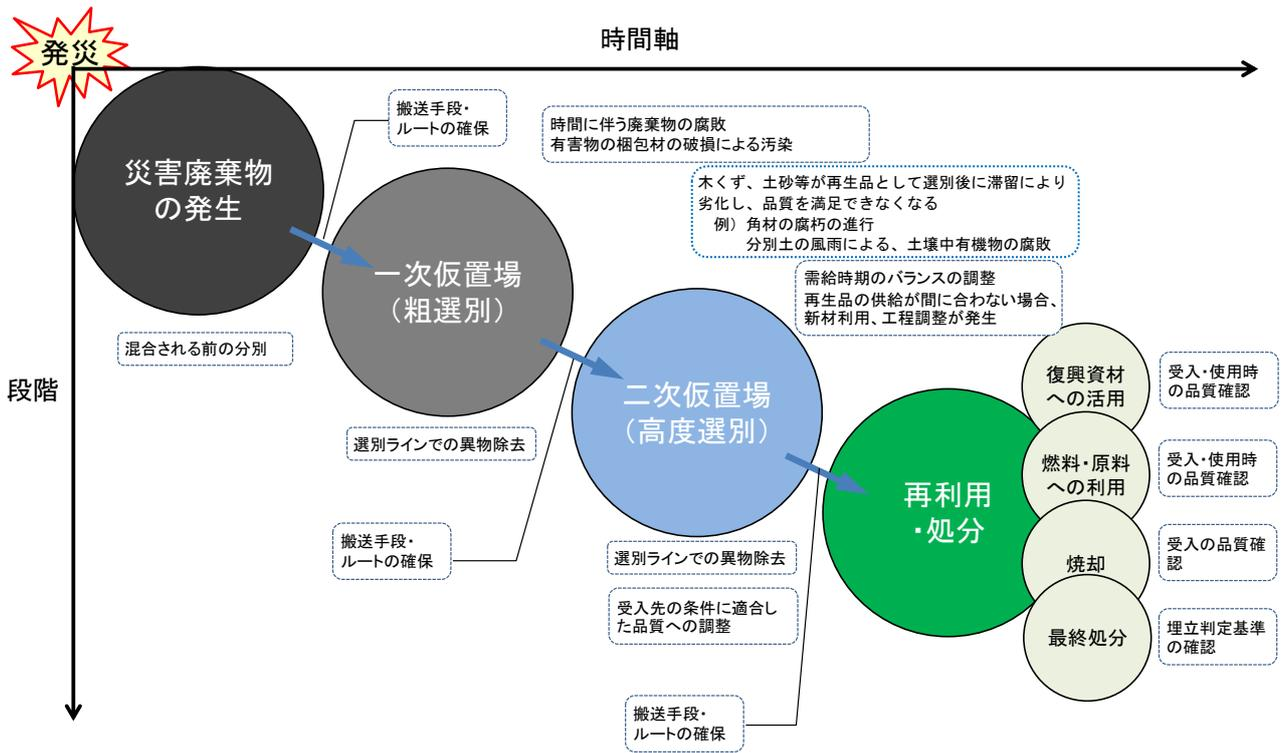 発災
時間軸
段階
災害廃棄物
の発生
混合される前の分別
搬送手段・
ルートの確保
一次仮置場
（粗選別）
選別ラインでの異物除去
搬送手段・
ルートの確保
時間に伴う廃棄物の腐敗
有害物の梱包材の破損による汚染
木くず、土砂等が再生品として選別後に滞留により
劣化し、品質を満足できなくなる
例）角材の腐朽の進行
分別土の風雨による、土壌中有機物の腐敗
需給時期のバランスの調整
再生品の供給が間に合わない場合、
新材利用、工程調整が発生
二次仮置場
（高度選別）
選別ラインでの異物除去
受入先の条件に適合し
た品質への調整
搬送手段・
ルートの確保
再利用
・処分
復興資材
への活用
受入・使用時
の品質確認
燃料・原料
への利用
受入・使用時
の品質確認
焼却
受入の品質確
認
最終処分
埋立判定基準
の確認